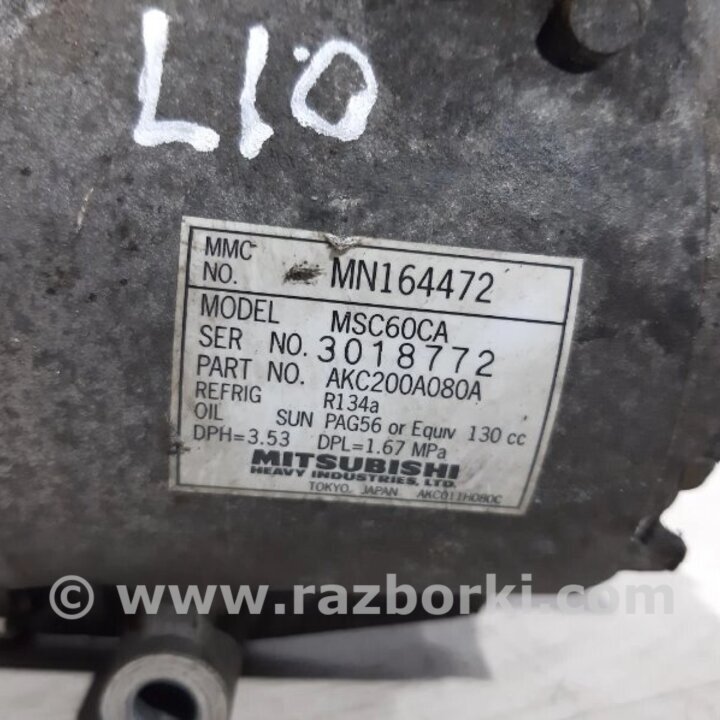 L10
MMC NO. MN164472
MODEL MSC60CA
SER NO. 3018772
PART NO. AKC200A080A
REFRIG R134a
OIL SUN PAG56 or Equiv 130 cc
DPH=3.53 DPL=1.67 MPa
MITSUBISHI
HEAVY INDUSTRIES, LTD.
TOKYO, JAPAN AKC011H080C
© www.razborki.com